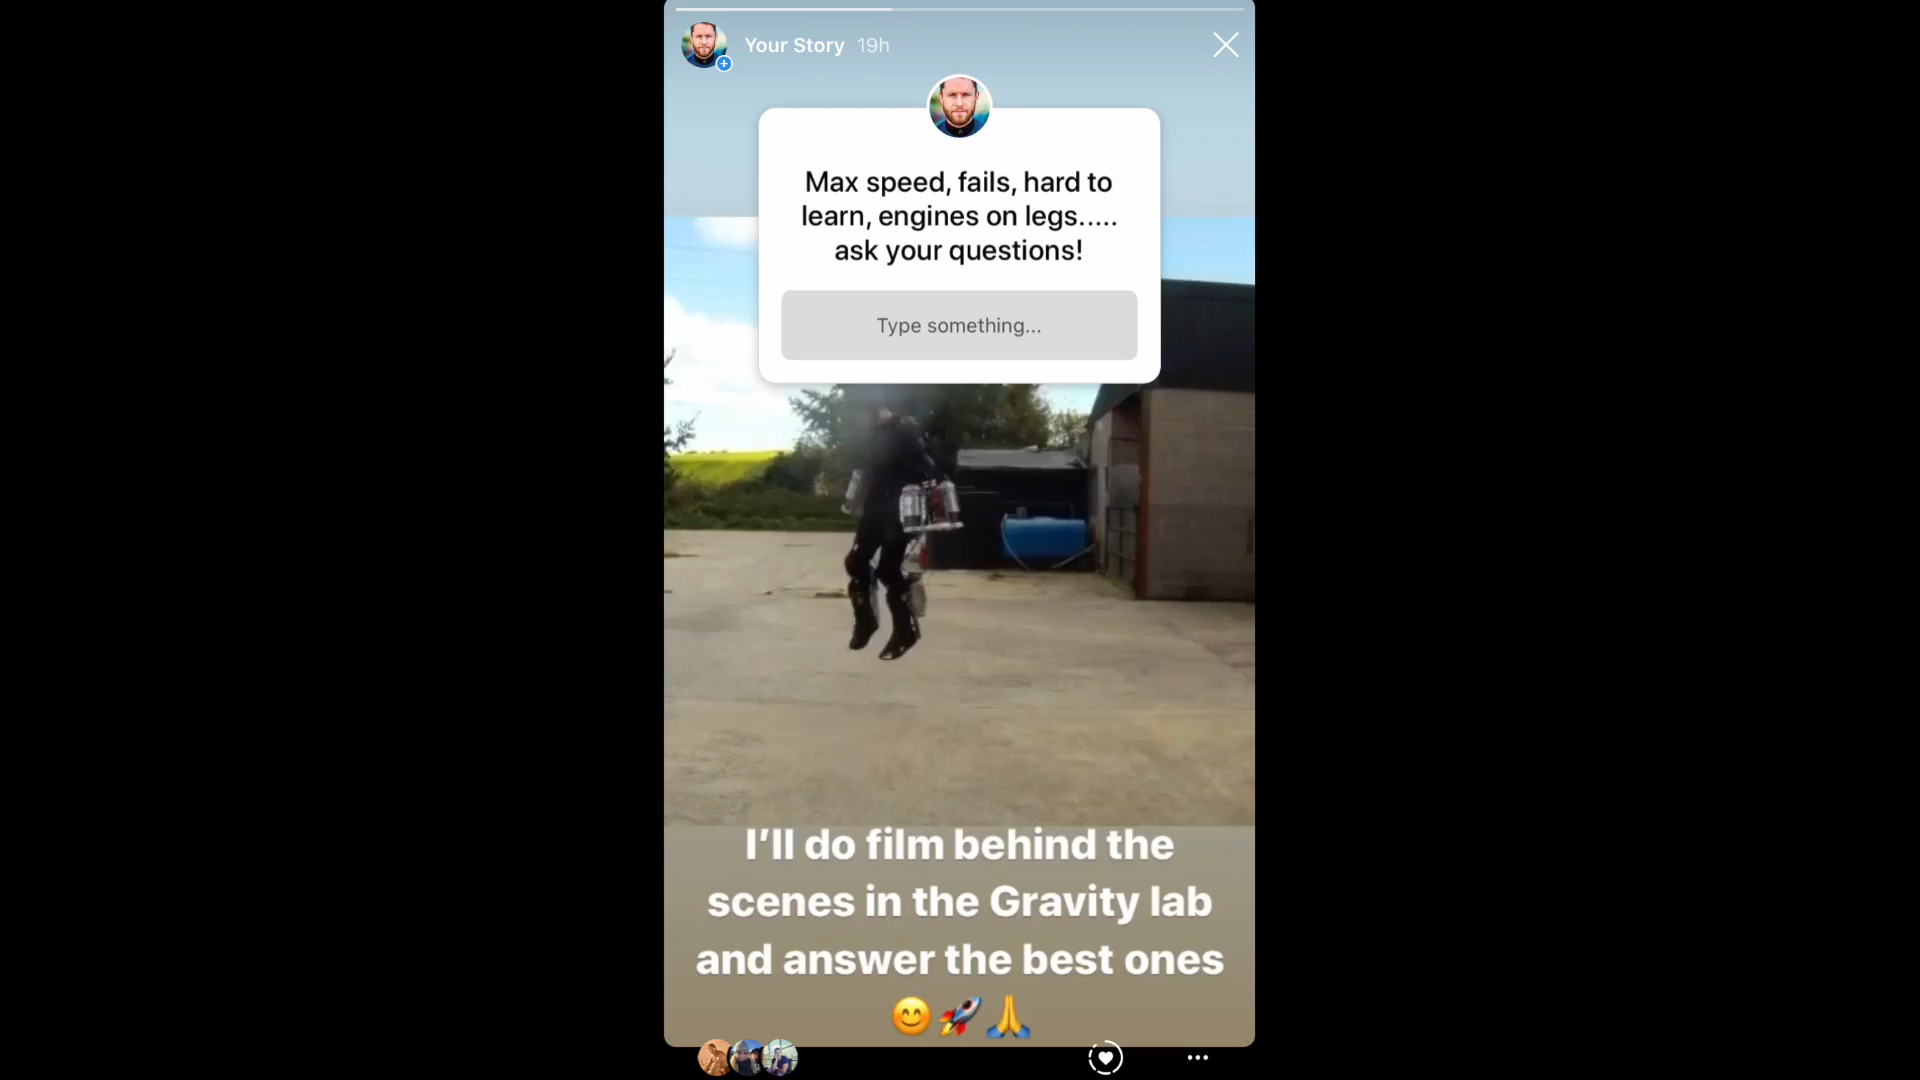 Your Story 19h
Max speed, fails, hard to
learn, engines on legs.....
ask your questions!
Type something...
I'll do film behind the
scenes in the Gravity lab
and answer the best ones
😊🚀🙏